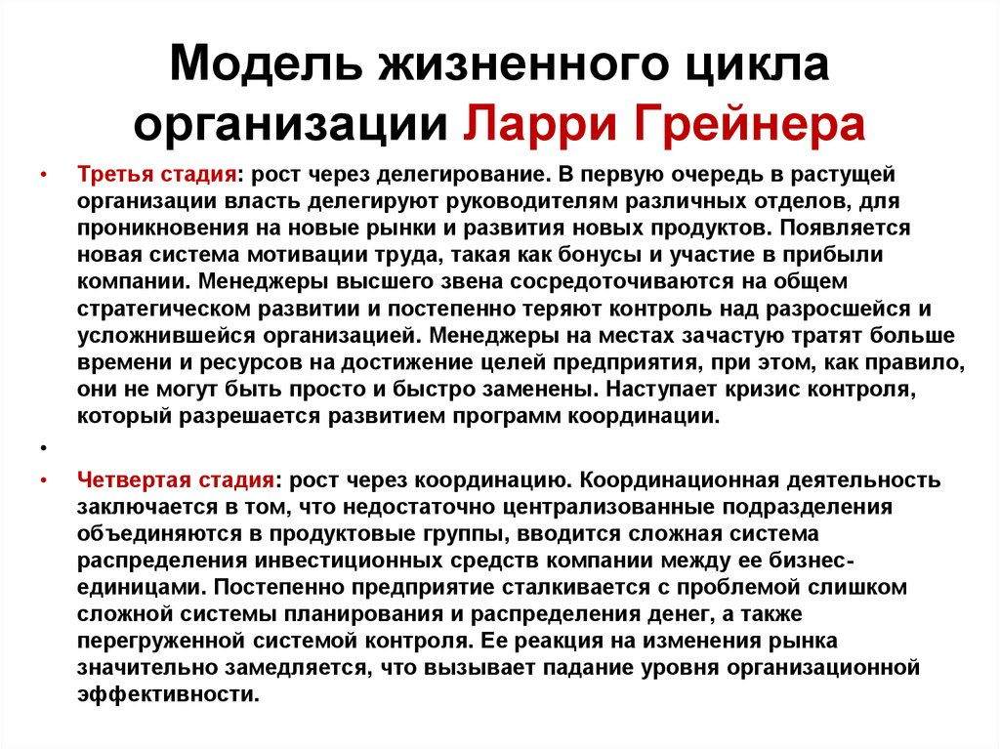 Модель жизненного цикла
организации Ларри Грейнера
• Третья стадия: рост через делегирование. В первую очередь в растущей
организации власть делегируют руководителям различных отделов, для
проникновения на новые рынки и развития новых продуктов. Появляется
новая система мотивации труда, такая как бонусы и участие в прибыли
компании. Менеджеры высшего звена сосредоточиваются на общем
стратегическом развитии и постепенно теряют контроль над разросшейся и
усложнившейся организацией. Менеджеры на местах зачастую тратят больше
времени и ресурсов на достижение целей предприятия, при этом, как правило,
они не могут быть просто и быстро заменены. Наступает кризис контроля,
который разрешается развитием программ координации.
•
• Четвертая стадия: рост через координацию. Координационная деятельность
заключается в том, что недостаточно централизованные подразделения
объединяются в продуктовые группы, вводится сложная система
распределения инвестиционных средств компании между ее бизнес-
единицами. Постепенно предприятие сталкивается с проблемой слишком
сложной системы планирования и распределения денег, а также
перегруженной системой контроля. Ее реакция на изменения рынка
значительно замедляется, что вызывает падание уровня организационной
эффективности.